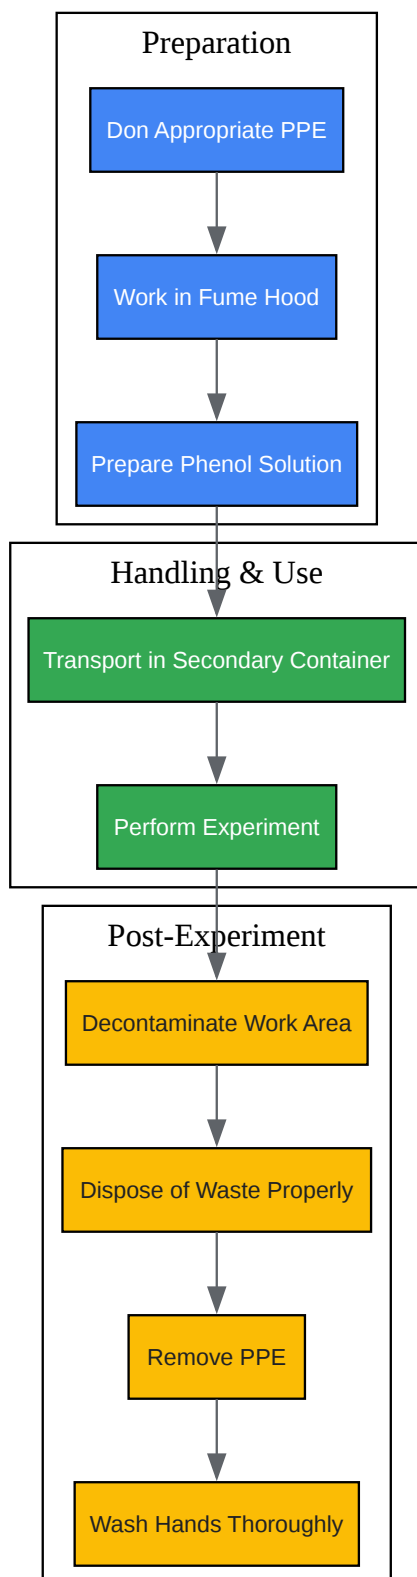 Preparation
Don Appropriate PPE
Work in Fume Hood
Prepare Phenol Solution
Handling & Use
Transport in Secondary Container
Perform Experiment
Post-Experiment
Decontaminate Work Area
Dispose of Waste Properly
Remove PPE
Wash Hands Thoroughly